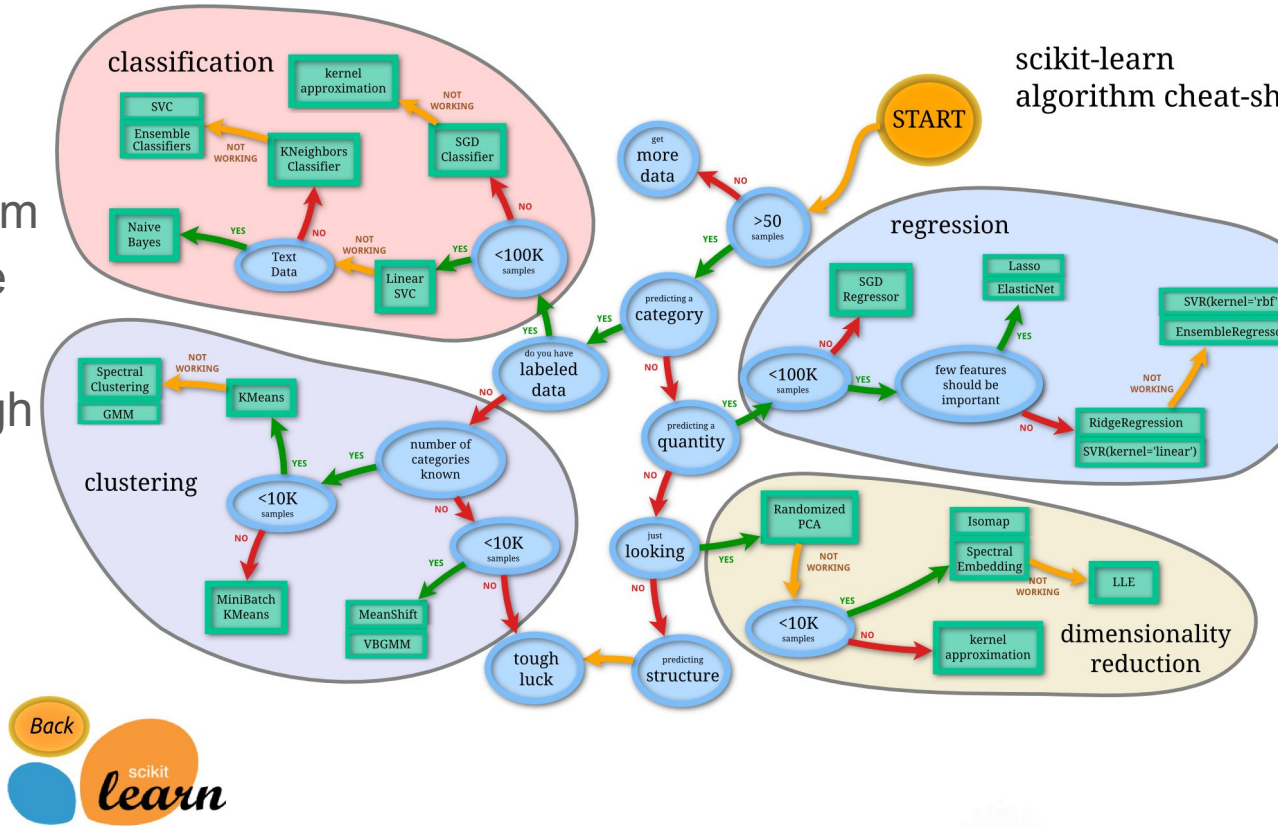 classification
kernel
approximation
NOT
WORKING
SVC
Ensemble
Classifiers
NOT
WORKING
KNeighbors
Classifier
SGD
Classifier
NO
Naive
Bayes
YES
NO
Text
Data
NOT
WORKING
Linear
SVC
YES
<100K
samples
YES
scikit-learn
algorithm cheat-sh
START
get
more
data
NO
>50
samples
YES
predicting a
category
YES
NO
do you have
labeled
data
NO
predicting a
quantity
YES
NO
just
looking
YES
NO
predicting
structure
tough
luck
regression
SGD
Regressor
NO
Lasso
ElasticNet
YES
SVR(kernel='rbf'
EnsembleRegresso
<100K
samples
YES
few features
should be
important
NOT
WORKING
NO
RidgeRegression
SVR(kernel='linear')
clustering
Spectral
Clustering
GMM
NOT
WORKING
KMeans
YES
<10K
samples
YES
number of
categories
known
NO
NO
MiniBatch
KMeans
<10K
samples
YES
NO
MeanShift
VBGMM
Randomized
PCA
NOT
WORKING
<10K
samples
YES
NO
Isomap
Spectral
Embedding
NOT
WORKING
LLE
kernel
approximation
dimensionality
reduction
m
e
gh
Back
scikit
learn